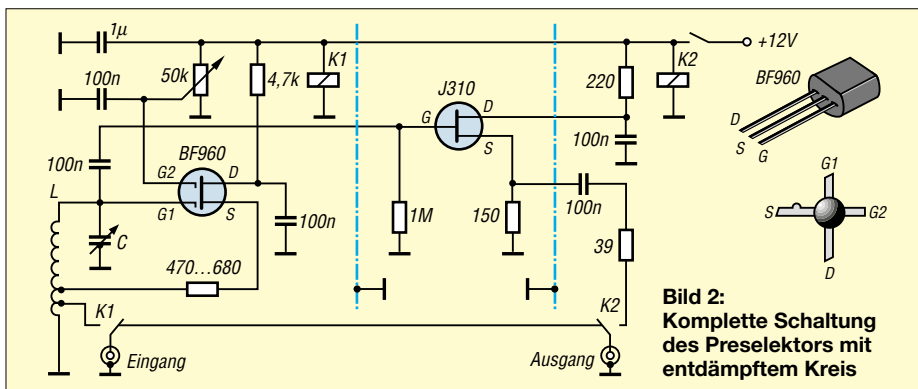 1µ
+12V
100n
50k
4,7k
K1
220
K2
BF960
J310
G
D
S
D
S
G
100n
BF960
G2
D
G1
S
100n
100n
100n
L
C
1M
150
39
G1
S
G2
D
470...680
K1
K2
Eingang
Ausgang
Bild 2:
Komplette Schaltung
des Preselektors mit
entdämpftem Kreis